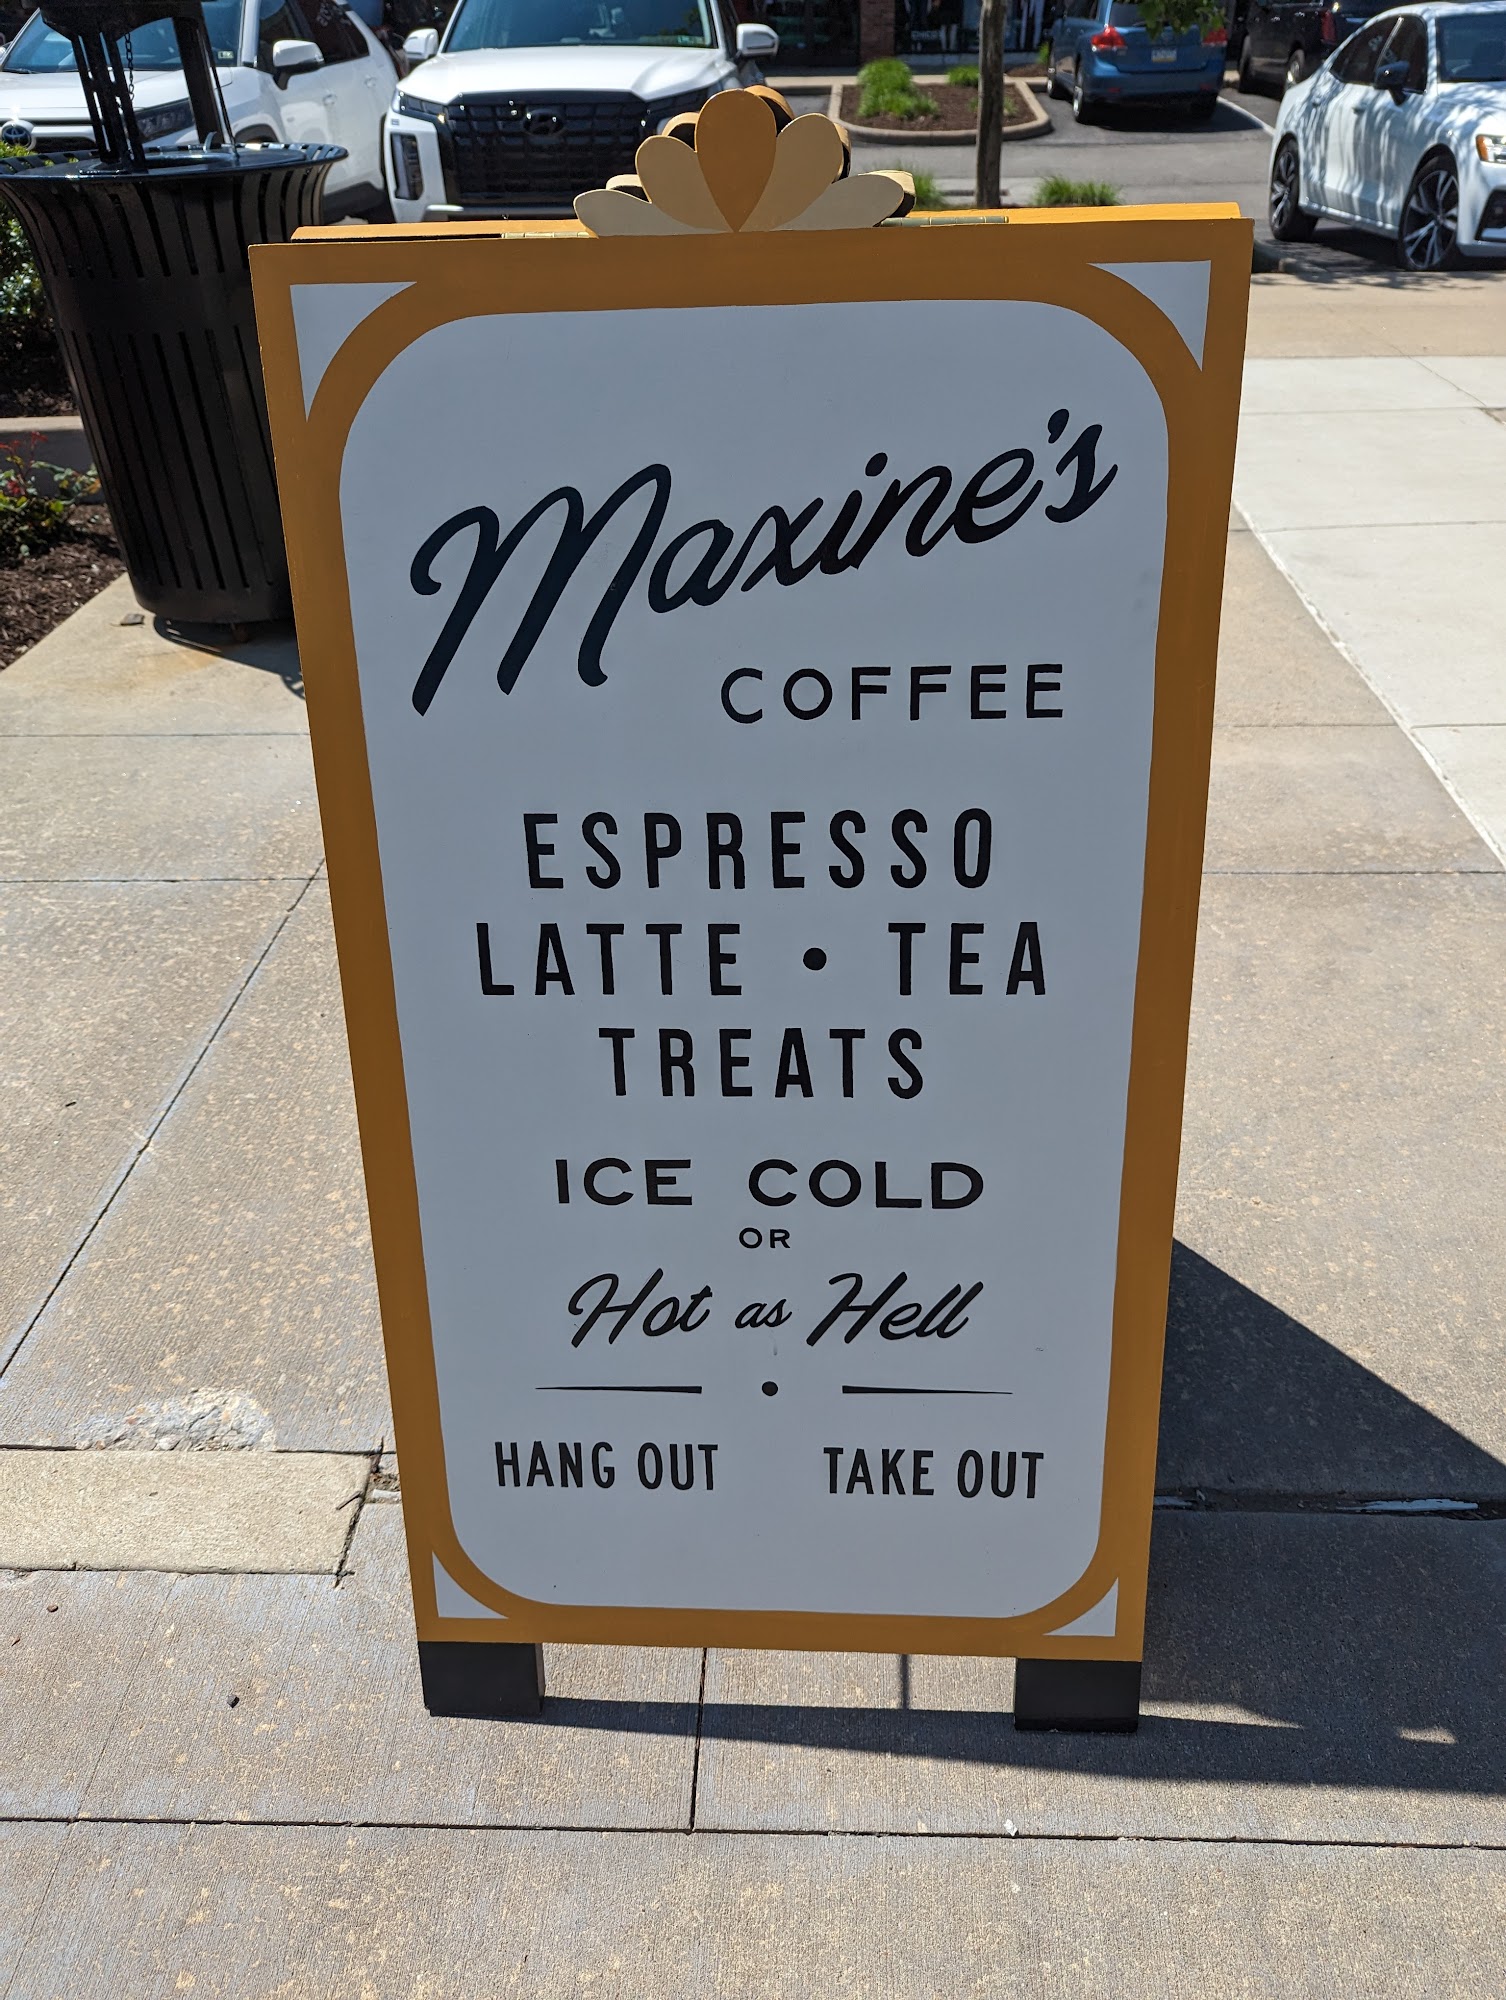 Maxine's
COFFEE
ESPRESSO
LATTE • TEA
TREATS
ICE COLD
OR
Hot as Hell
HANG OUT TAKE OUT